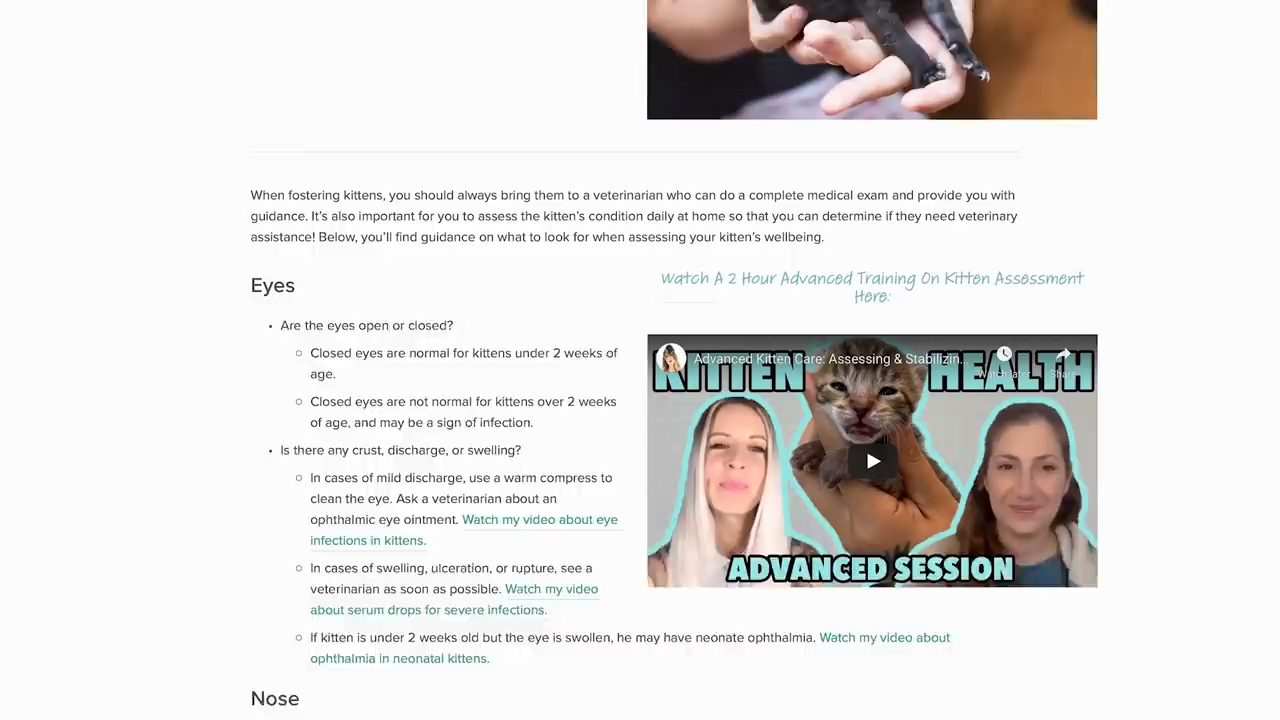 When fostering kittens, you should always bring them to a veterinarian who can do a complete medical exam and provide you with
guidance. It’s also important for you to assess the kitten’s condition daily at home so that you can determine if they need veterinary
assistance! Below, you’ll find guidance on what to look for when assessing your kitten’s wellbeing.
Eyes
• Are the eyes open or closed?
○ Closed eyes are normal for kittens under 2 weeks of
age.
○ Closed eyes are not normal for kittens over 2 weeks
of age, and may be a sign of infection.
• Is there any crust, discharge, or swelling?
○ In cases of mild discharge, use a warm compress to
clean the eye. Ask a veterinarian about an
ophthalmic eye ointment. Watch my video about eye
infections in kittens.
○ In cases of swelling, ulceration, or rupture, see a
veterinarian as soon as possible. Watch my video
about serum drops for severe infections.
○ If kitten is under 2 weeks old but the eye is swollen, he may have neonate ophthalmia. Watch my video about
ophthalmia in neonatal kittens.
Watch A 2 Hour Advanced Training On Kitten Assessment
Here:
Advanced Kitten Care: Assessing & Stabilizin...
Watch later
Share
KITTEN HEALTH
ADVANCED SESSION
Nose